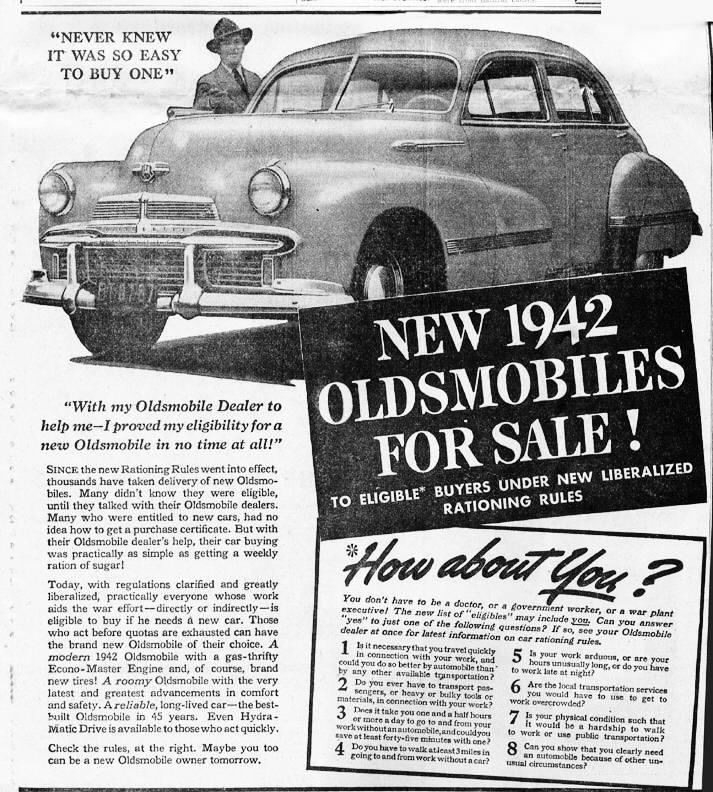 "NEVER KNEW
IT WAS SO EASY
TO BUY ONE"
NEW 1942
OLDSMOBILES
FOR SALE!
TO ELIGIBLE* BUYERS UNDER NEW LIBERALIZED
RATIONING RULES
"With my Oldsmobile Dealer to
help me—I proved my eligibility for a
new Oldsmobile in no time at all!"
SINCE the new Rationing Rules went into effect,
thousands have taken delivery of new Oldsmo-
biles. Many didn't know they were eligible,
until they talked with their Oldsmobile dealers.
Many who were entitled to new cars, had no
idea how to get a purchase certificate. But with
their Oldsmobile dealer's help, their car buying
was practically as simple as getting a weekly
ration of sugar!
Today, with regulations clarified and greatly
liberalized, practically everyone whose work
aids the war effort—directly or indirectly—is
eligible to buy if he needs a new car. Those
who act before quotas are exhausted can have
the brand new Oldsmobile of their choice. A
modern 1942 Oldsmobile with a gas-thrifty
Econo-Master Engine and, of course, brand
new tires! A roomy Oldsmobile with the very
latest and greatest advancements in comfort
and safety. A reliable, long-lived car—the best-
built Oldsmobile in 45 years. Even Hydra-
Matic Drive is available to those who act quickly.
Check the rules, at the right. Maybe you too
can be a new Oldsmobile owner tomorrow.
*How about You?
You don't have to be a doctor, or a government worker, or a war plant
executive! The new list of "eligibles" may include you. Can you answer
"yes" to just one of the following questions? If so, see your Oldsmobile
dealer at once for latest information on car rationing rules.
1 Is it necessary that you travel quickly
in connection with your work, and
could you do so better by automobile than
by any other available transportation?
2 Do you ever have to transport pas-
sengers, or heavy or bulky tools or
materials, in connection with your work?
3 Does it take you one and a half hours
or more a day to go to and from your
work without an automobile, and could you
save at least forty-five minutes with one?
4 Do you have to walk at least 3 miles in
going to and from work without a car?
5 Is your work arduous, or are your
hours unusually long, or do you have
to work late at night?
6 Are the local transportation services
you would have to use to get to
work overcrowded?
7 Is your physical condition such that
it would be a hardship to walk
to work or use public transportation?
8 Can you show that you clearly need
an automobile because of other un-
usual circumstances?